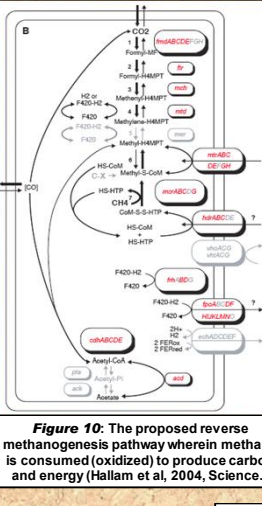 B
CO2
1
fmdABCDEFGH
Formyl-MF
2
ftr
Formyl-H4MPT
H2 or
F420-H2
3
mch
Methenyl-H4MPT
F420
4
mtd
Methylene-H4MPT
F420-H2
5
mer
F420
Methyl-H4MPT
HS-CoM
6
mtrABC
DEFGH
C-X
Methyl-S-CoM
[CO]
HS-HTP
7
mcrABCDG
CH4
CoM-S-S-HTP
?
hdrABCDE
HS-CoM
+
HS-HTP
vhoACG
vhtACG
F420-H2
frhABDG
F420
F420-H2
fpoABCDF
?
F420
HIJKLMNO
2H+
H2
echABCDEF
2 FERox
2 FERred
cdhABCDE
Acetyl-CoA
pta
Acetyl-Pi
acd
ack
Acetate
Figure 10: The proposed reverse
methanogenesis pathway wherein metha
is consumed (oxidized) to produce carbo
and energy (Hallam et al, 2004, Science.